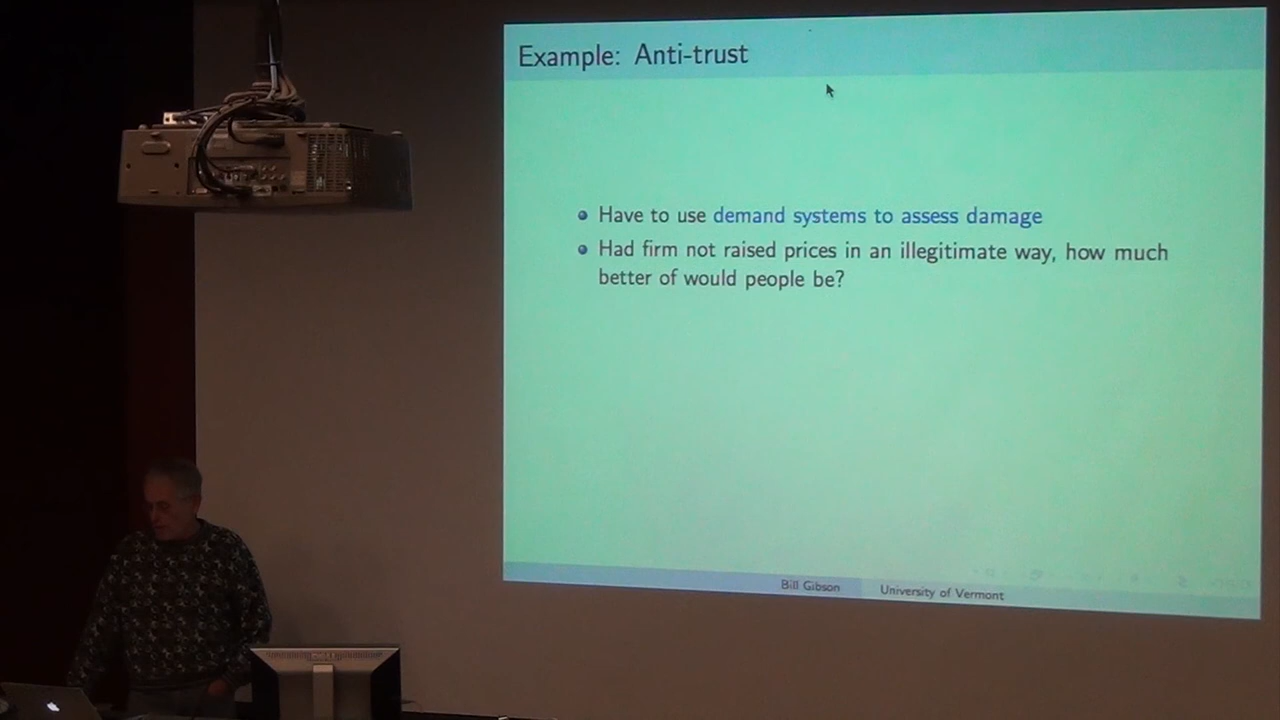 Example: Anti-trust
Have to use demand systems to assess damage
Had firm not raised prices in an illegitimate way, how much
better of would people be?
Bill Gibson
University of Vermont